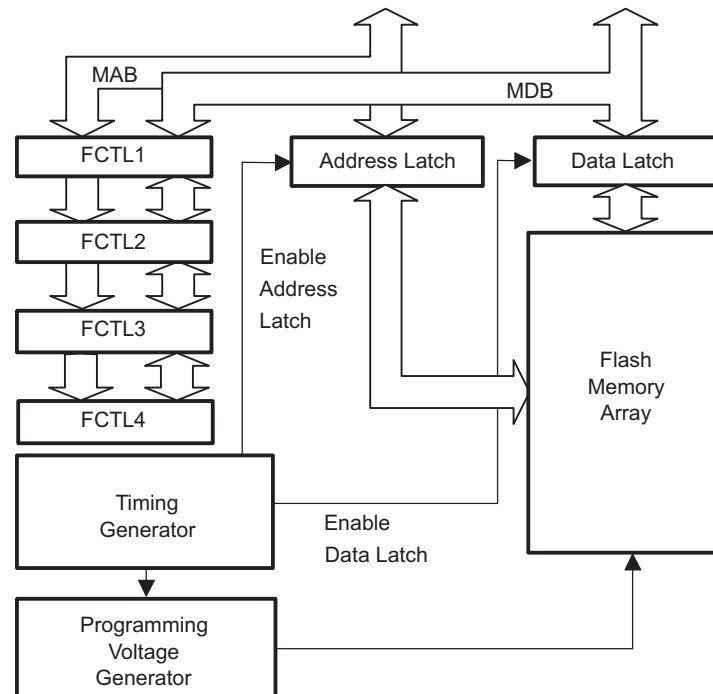 MAB
MDB
FCTL1
Address Latch
Data Latch
FCTL2
Enable
Address
Latch
FCTL3
Flash
Memory
Array
FCTL4
Timing
Generator
Enable
Data Latch
Programming
Voltage
Generator